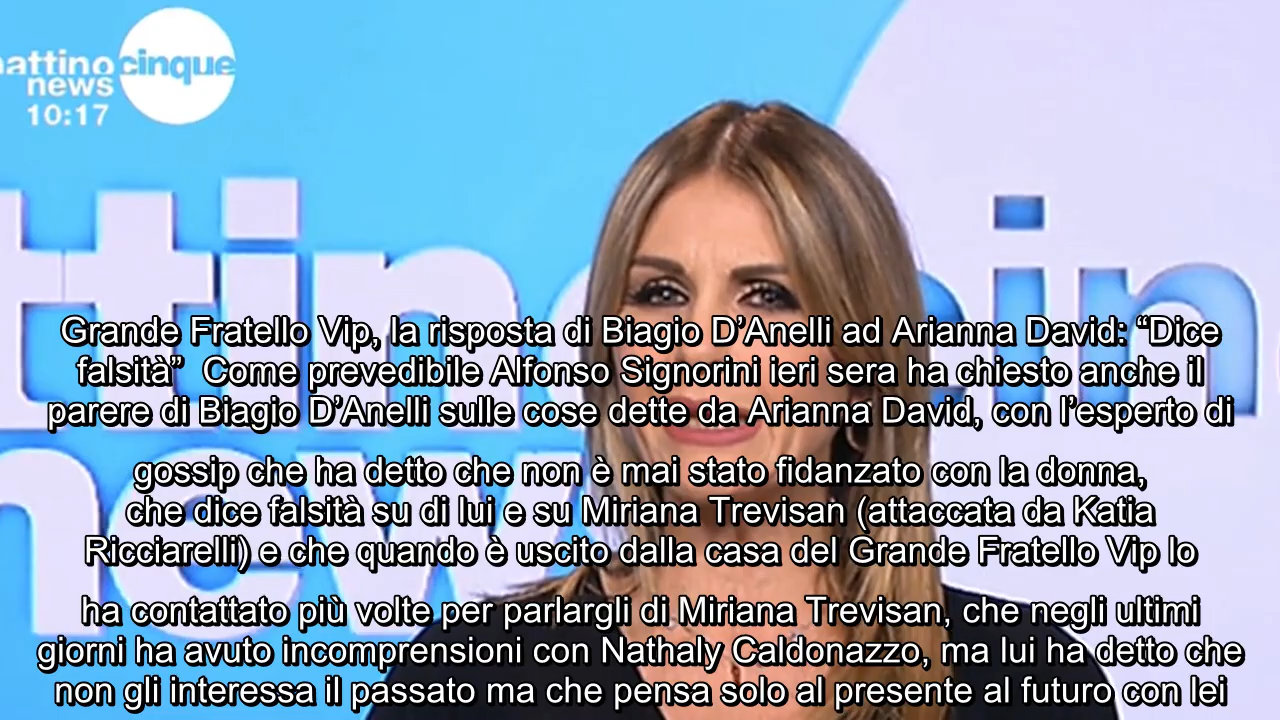 attino cinque
news
10:17
ttino in
new
Grande Fratello Vip, la risposta di Biagio D’Anelli ad Arianna David: “Dice
falsità”  Come prevedibile Alfonso Signorini ieri sera ha chiesto anche il
parere di Biagio D’Anelli sulle cose dette da Arianna David, con l’esperto di
gossip che ha detto che non è mai stato fidanzato con la donna,
che dice falsità su di lui e su Miriana Trevisan (attaccata da Katia
Ricciarelli) e che quando è uscito dalla casa del Grande Fratello Vip lo
ha contattato più volte per parlargli di Miriana Trevisan, che negli ultimi
giorni ha avuto incomprensioni con Nathaly Caldonazzo, ma lui ha detto che
non gli interessa il passato ma che pensa solo al presente al futuro con lei